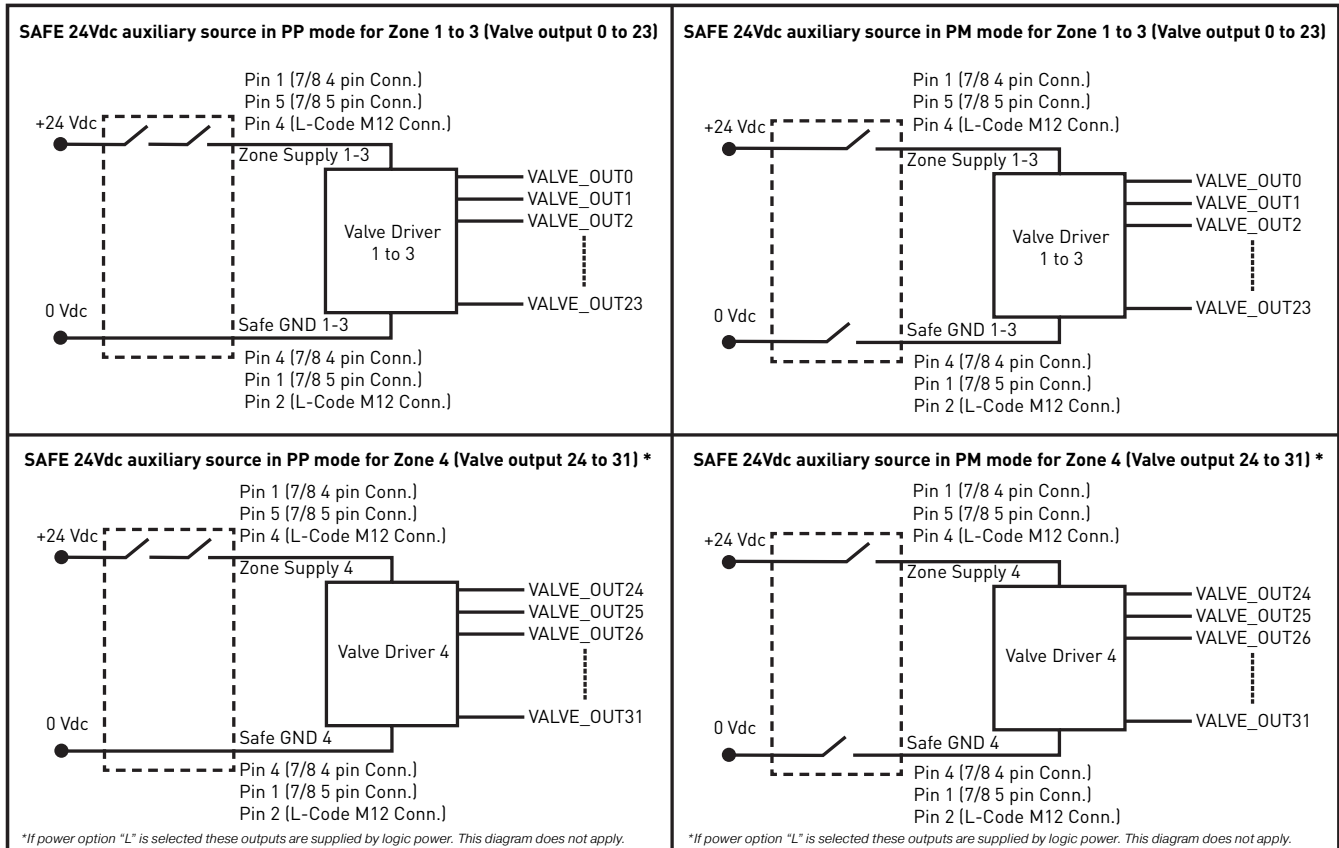 SAFE 24Vdc auxiliary source in PP mode for Zone 1 to 3 (Valve output 0 to 23)
Pin 1 (7/8 4 pin Conn.)
Pin 5 (7/8 5 pin Conn.)
Pin 4 (L-Code M12 Conn.)
+24 Vdc
Zone Supply 1-3
Valve Driver
1 to 3
VALVE_OUT0
VALVE_OUT1
VALVE_OUT2
VALVE_OUT23
0 Vdc
Safe GND 1-3
Pin 4 (7/8 4 pin Conn.)
Pin 1 (7/8 5 pin Conn.)
Pin 2 (L-Code M12 Conn.)
SAFE 24Vdc auxiliary source in PM mode for Zone 1 to 3 (Valve output 0 to 23)
Pin 1 (7/8 4 pin Conn.)
Pin 5 (7/8 5 pin Conn.)
Pin 4 (L-Code M12 Conn.)
+24 Vdc
Zone Supply 1-3
Valve Driver
1 to 3
VALVE_OUT0
VALVE_OUT1
VALVE_OUT2
VALVE_OUT23
0 Vdc
Safe GND 1-3
Pin 4 (7/8 4 pin Conn.)
Pin 1 (7/8 5 pin Conn.)
Pin 2 (L-Code M12 Conn.)
SAFE 24Vdc auxiliary source in PP mode for Zone 4 (Valve output 24 to 31) *
Pin 1 (7/8 4 pin Conn.)
Pin 5 (7/8 5 pin Conn.)
Pin 4 (L-Code M12 Conn.)
+24 Vdc
Zone Supply 4
Valve Driver 4
VALVE_OUT24
VALVE_OUT25
VALVE_OUT26
VALVE_OUT31
0 Vdc
Safe GND 4
Pin 4 (7/8 4 pin Conn.)
Pin 1 (7/8 5 pin Conn.)
Pin 2 (L-Code M12 Conn.)
*If power option "L" is selected these outputs are supplied by logic power. This diagram does not apply.
SAFE 24Vdc auxiliary source in PM mode for Zone 4 (Valve output 24 to 31) *
Pin 1 (7/8 4 pin Conn.)
Pin 5 (7/8 5 pin Conn.)
Pin 4 (L-Code M12 Conn.)
+24 Vdc
Zone Supply 4
Valve Driver 4
VALVE_OUT24
VALVE_OUT25
VALVE_OUT26
VALVE_OUT31
0 Vdc
Safe GND 4
Pin 4 (7/8 4 pin Conn.)
Pin 1 (7/8 5 pin Conn.)
Pin 2 (L-Code M12 Conn.)
*If power option "L" is selected these outputs are supplied by logic power. This diagram does not apply.